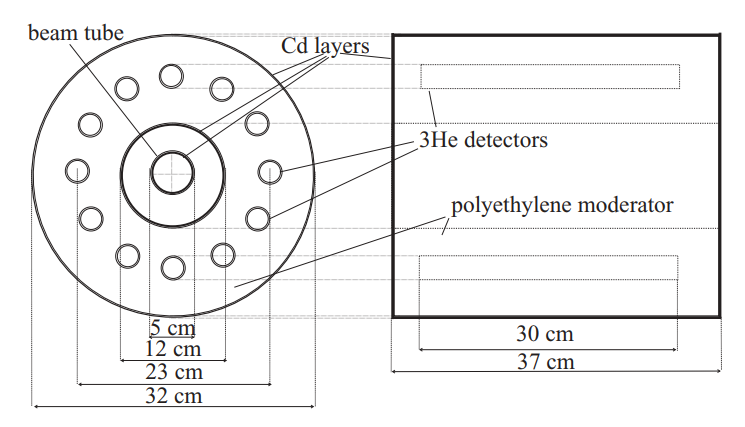 beam tube
Cd layers
3He detectors
polyethylene moderator
5 cm
12 cm
23 cm
32 cm
30 cm
37 cm